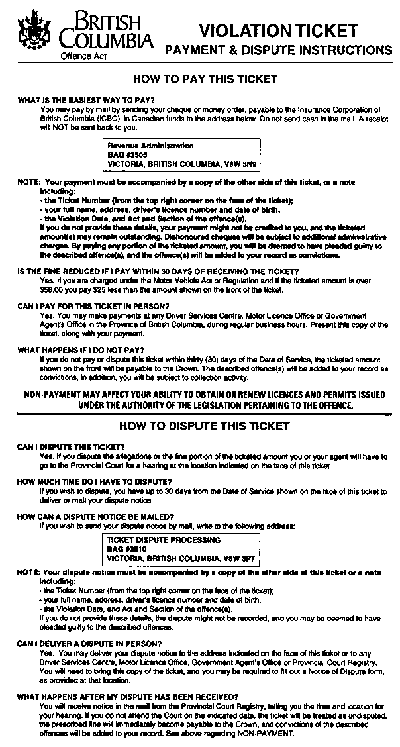 BRITISH
COLUMBIA
Offence Act
VIOLATION TICKET
PAYMENT & DISPUTE INSTRUCTIONS
HOW TO PAY THIS TICKET
WHAT IS THE EASIEST WAY TO PAY?
You may pay by mail by sending your cheque or money order, payable to the Insurance Corporation of
British Columbia (ICBC) in Canadian funds to the address below. Do not send cash in the mail. A receipt
will NOT be sent back to you.
Revenue Administration
BAG
VICTORIA, BRITISH COLUMBIA,
NOTE: Your payment must be accompanied by a copy of the other side of this ticket, or a note
including:
- the Ticket Number (from the top right corner on the face of the ticket);
- your full name, address, driver's licence number and date of birth.
- the Violation Date, and Act and Section of the offence(s).
If you do not provide these details, your payment might not be credited to you, and the ticketed
amount(s) may remain outstanding. Dishonoured cheques will be subject to additional administrative
charges. By paying any portion of the ticketed amount, you will be deemed to have pleaded guilty to
the described offence(s), and the offence(s) will be added to your record as convictions.
IS THE FINE REDUCED IF I PAY WITHIN 30 DAYS OF RECEIVING THE TICKET?
Yes. If you are charged under the Motor Vehicle Act or Regulation and if the ticketed amount is over
you pay $25 less than the amount shown on the front of the ticket.
CAN I PAY FOR THIS TICKET IN PERSON?
Yes. You may make payments at any Driver Services Centre, Motor Licence Office or Government
Agent's Office in the Province of British Columbia, during regular business hours. Present this copy of the
ticket, along with your payment.
WHAT HAPPENS IF I DO NOT PAY?
If you do not pay or dispute this ticket within thirty (30) days of the Date of Service, the ticketed amount
shown on the front will be payable to the Crown. The described offence(s) will be added to your record as
convictions. In addition, you will be subject to collection activity.
NON-PAYMENT MAY AFFECT YOUR ABILITY TO OBTAIN OR RENEW LICENCES AND PERMITS ISSUED
UNDER THE AUTHORITY OF THE LEGISLATION PERTAINING TO THE OFFENCE.
HOW TO DISPUTE THIS TICKET
CAN I DISPUTE THIS TICKET?
Yes. If you dispute the allegations or the fine portion of the ticketed amount you or your agent will have to
go to the Provincial Court for a hearing at the location indicated on the face of this ticket
HOW MUCH TIME DO I HAVE TO DISPUTE?
If you wish to dispute, you have up to 30 days from the Date of Service shown on the face of this ticket to
deliver or mail your dispute notice
HOW CAN A DISPUTE NOTICE BE MAILED?
If you wish to send your dispute notice by mail, write to the following address:
TICKET DISPUTE PROCESSING
BAG
VICTORIA, BRITISH COLUMBIA,
NOTE: Your dispute notice must be accompanied by a copy of the other side of this ticket or a note
including:
- the Ticket Number (from the top right corner on the face of the ticket);
- your full name, address, driver's licence number and date of birth.
- the Violation Date, and Act and Section of the offence(s).
If you do not provide these details, the dispute might not be recorded, and you may be deemed to have
pleaded guilty to the described offences.
CAN I DELIVER A DISPUTE IN PERSON?
Yes. You may deliver your dispute notice to the address indicated on the face of this ticket or to any
Driver Services Centre, Motor Licence Office, Government Agent's Office or Provincial Court Registry.
You will need to bring this copy of the ticket, and you may be required to fill out a Notice of Dispute form,
as provided at that location.
WHAT HAPPENS AFTER MY DISPUTE HAS BEEN RECEIVED?
You will receive notice in the mail from the Provincial Court Registry, telling you the time and location for
your hearing. If you do not attend the Court on the indicated date, the ticket will be treated as undisputed,
the prescribed fine will immediately become payable to the Crown, and convictions of the described
offences will be added to your record. See above regarding NON-PAYMENT.